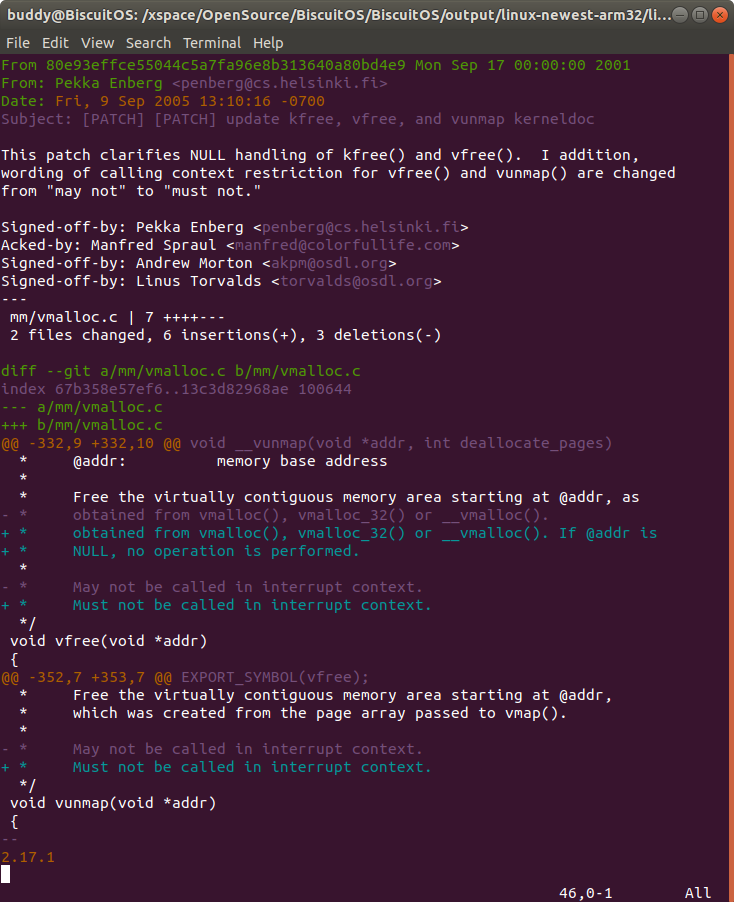 buddy@BiscuitOS: /xspace/OpenSource/BiscuitOS/BiscuitOS/output/linux-newest-arm32/li...
File Edit View Search Terminal Help
From 80e93effce55044c5a7fa96e8b313640a80bd4e9 Mon Sep 17 00:00:00 2001
From: Pekka Enberg <penberg@cs.helsinki.fi>
Date: Fri, 9 Sep 2005 13:10:16 -0700
Subject: [PATCH] [PATCH] update kfree, vfree, and vunmap kerneldoc

This patch clarifies NULL handling of kfree() and vfree().  I addition,
wording of calling context restriction for vfree() and vunmap() are changed
from "may not" to "must not."

Signed-off-by: Pekka Enberg <penberg@cs.helsinki.fi>
Acked-by: Manfred Spraul <manfred@colorfullife.com>
Signed-off-by: Andrew Morton <akpm@osdl.org>
Signed-off-by: Linus Torvalds <torvalds@osdl.org>
---
 mm/vmalloc.c | 7 ++++---
 2 files changed, 6 insertions(+), 3 deletions(-)

diff --git a/mm/vmalloc.c b/mm/vmalloc.c
index 67b358e57ef6..13c3d82968ae 100644
--- a/mm/vmalloc.c
+++ b/mm/vmalloc.c
@@ -332,9 +332,10 @@ void __vunmap(void *addr, int deallocate_pages)
  *     @addr:          memory base address
  *
  *     Free the virtually contiguous memory area starting at @addr, as
- *     obtained from vmalloc(), vmalloc_32() or __vmalloc().
+ *     obtained from vmalloc(), vmalloc_32() or __vmalloc(). If @addr is
+ *     NULL, no operation is performed.
  *
- *     May not be called in interrupt context.
+ *     Must not be called in interrupt context.
  */
 void vfree(void *addr)
 {
@@ -352,7 +353,7 @@ EXPORT_SYMBOL(vfree);
  *     Free the virtually contiguous memory area starting at @addr,
  *     which was created from the page array passed to vmap().
  *
- *     May not be called in interrupt context.
+ *     Must not be called in interrupt context.
  */
 void vunmap(void *addr)
 {
--
2.17.1
46,0-1        All